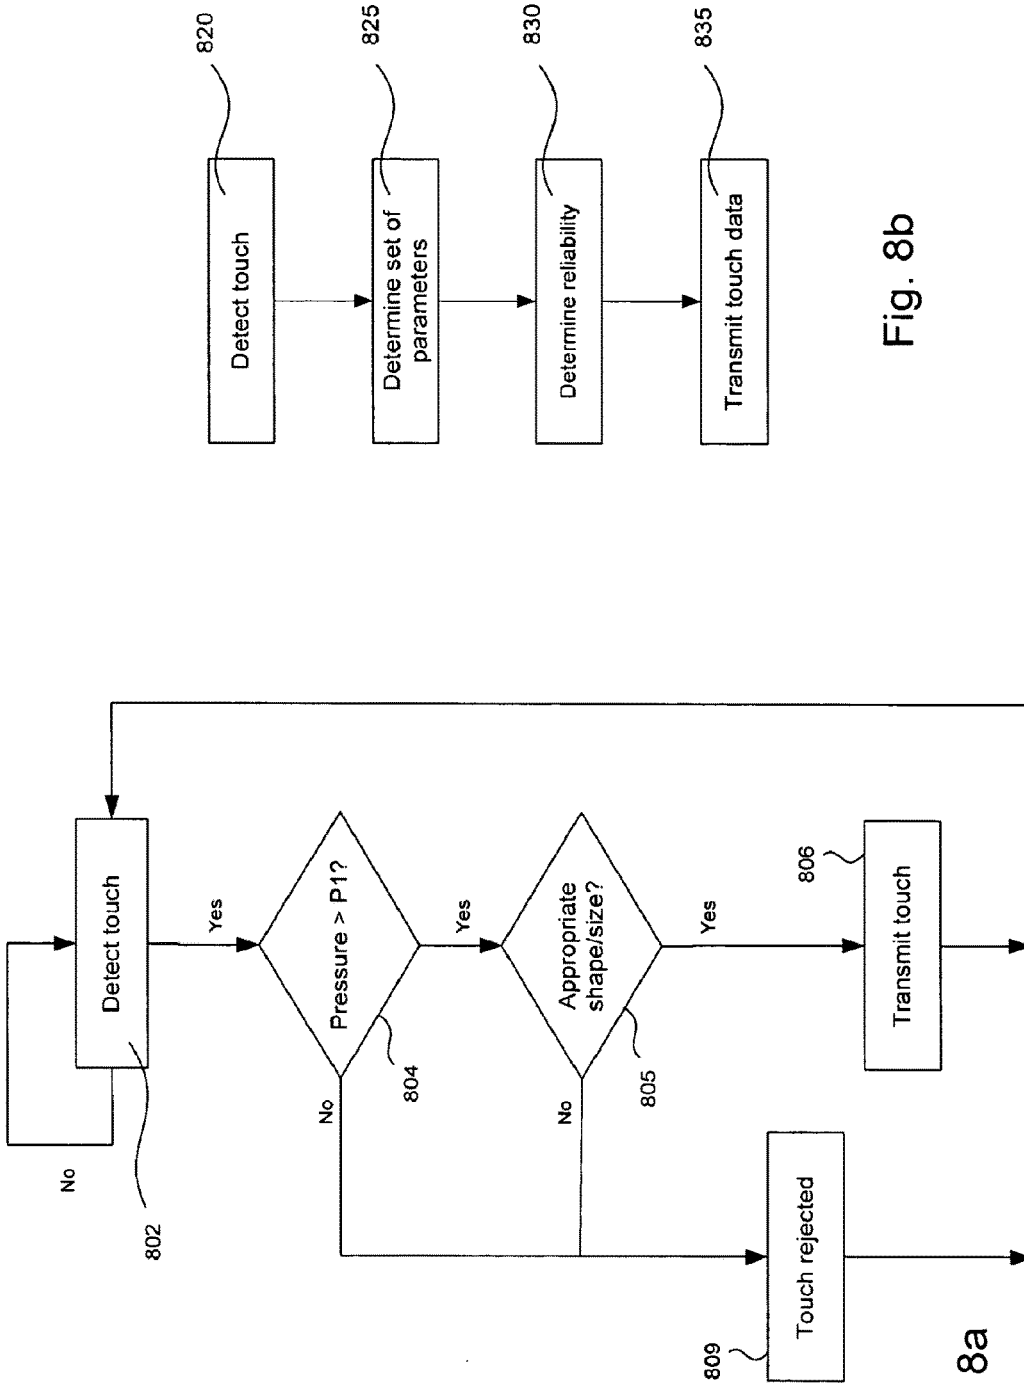 No
802
Detect touch
Yes
Pressure > P1?
804
No
Yes
Appropriate
shape/size?
805
No
Yes
806
Transmit touch
809
Touch rejected
8a
820
Detect touch
825
Determine set of
parameters
830
Determine reliability
835
Transmit touch data
Fig. 8b